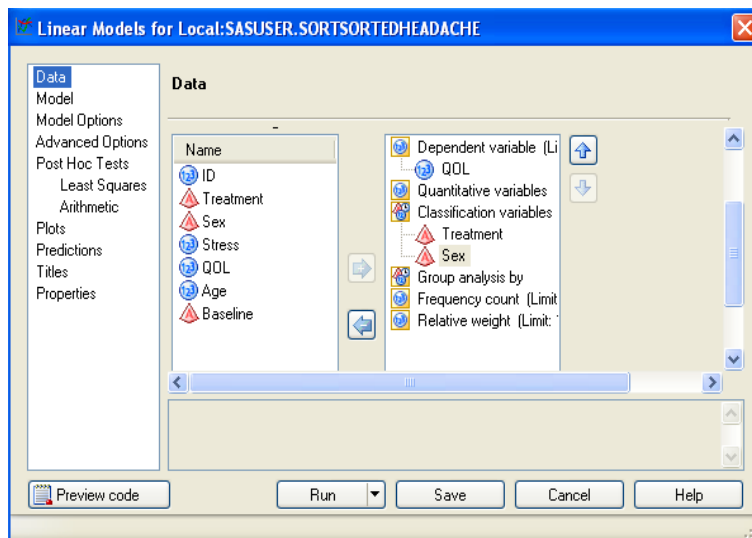 Linear Models for Local:SASUSER.SORTSORTEDHEADACHE
Data
Model
Model Options
Advanced Options
Post Hoc Tests
Least Squares
Arithmetic
Plots
Predictions
Titles
Properties
Data
Name
ID
Treatment
Sex
Stress
QOL
Age
Baseline
Dependent variable (Li
QOL
Quantitative variables
Classification variables
Treatment
Sex
Group analysis by
Frequency count (Limit
Relative weight (Limit:
Preview code
Run
Save
Cancel
Help